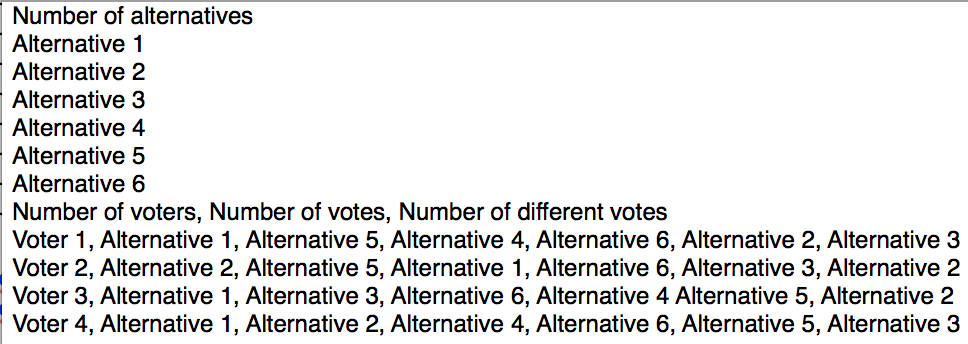 Number of alternatives
Alternative 1
Alternative 2
Alternative 3
Alternative 4
Alternative 5
Alternative 6
Number of voters, Number of votes, Number of different votes
Voter 1, Alternative 1, Alternative 5, Alternative 4, Alternative 6, Alternative 2, Alternative 3
Voter 2, Alternative 2, Alternative 5, Alternative 1, Alternative 6, Alternative 3, Alternative 2
Voter 3, Alternative 1, Alternative 3, Alternative 6, Alternative 4 Alternative 5, Alternative 2
Voter 4, Alternative 1, Alternative 2, Alternative 4, Alternative 6, Alternative 5, Alternative 3